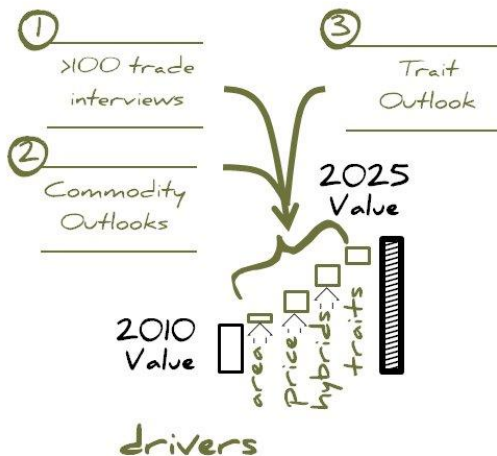 1
>100 trade
interviews
2
Commodity
Outlooks
3
Trait
Outlook
2025
Value
2010
Value
area
price
hybrids
traits
drivers